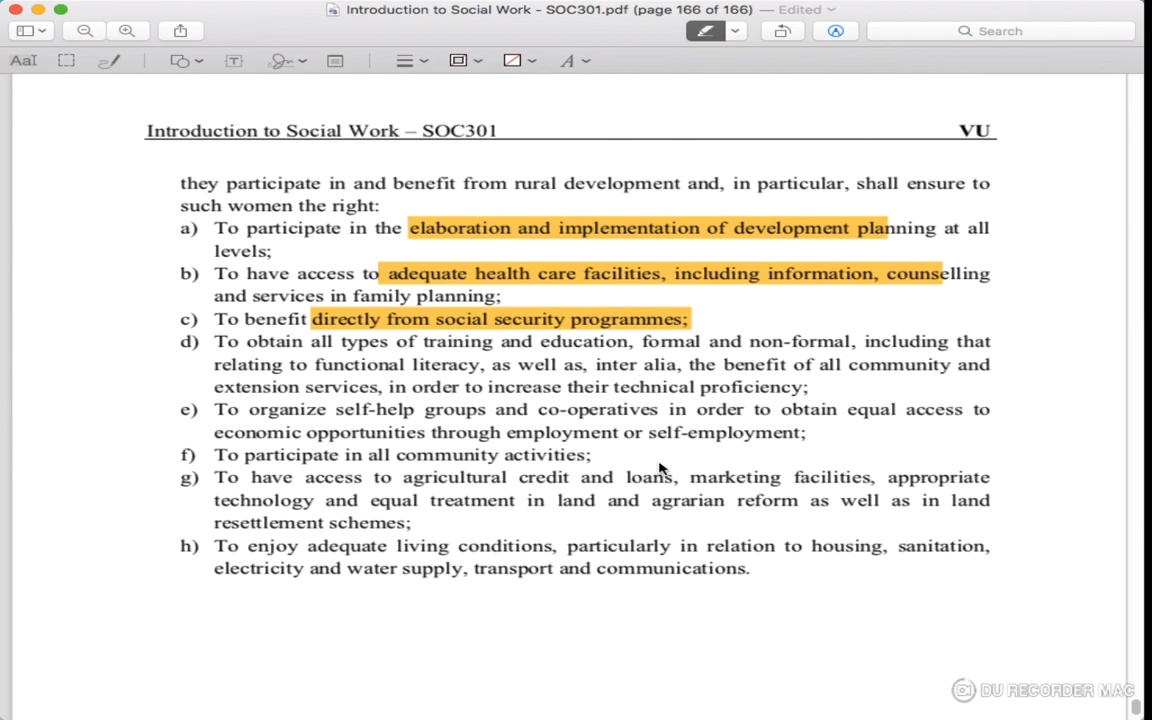 Introduction to Social Work - SOC301.pdf (page 166 of 166) — Edited
Search
AaI
T
A
Introduction to Social Work – SOC301 VU
they participate in and benefit from rural development and, in particular, shall ensure to
such women the right:
a) To participate in the elaboration and implementation of development planning at all
levels;
b) To have access to adequate health care facilities, including information, counselling
and services in family planning;
c) To benefit directly from social security programmes;
d) To obtain all types of training and education, formal and non-formal, including that
relating to functional literacy, as well as, inter alia, the benefit of all community and
extension services, in order to increase their technical proficiency;
e) To organize self-help groups and co-operatives in order to obtain equal access to
economic opportunities through employment or self-employment;
f) To participate in all community activities;
g) To have access to agricultural credit and loans, marketing facilities, appropriate
technology and equal treatment in land and agrarian reform as well as in land
resettlement schemes;
h) To enjoy adequate living conditions, particularly in relation to housing, sanitation,
electricity and water supply, transport and communications.
DU RECORDER MAC